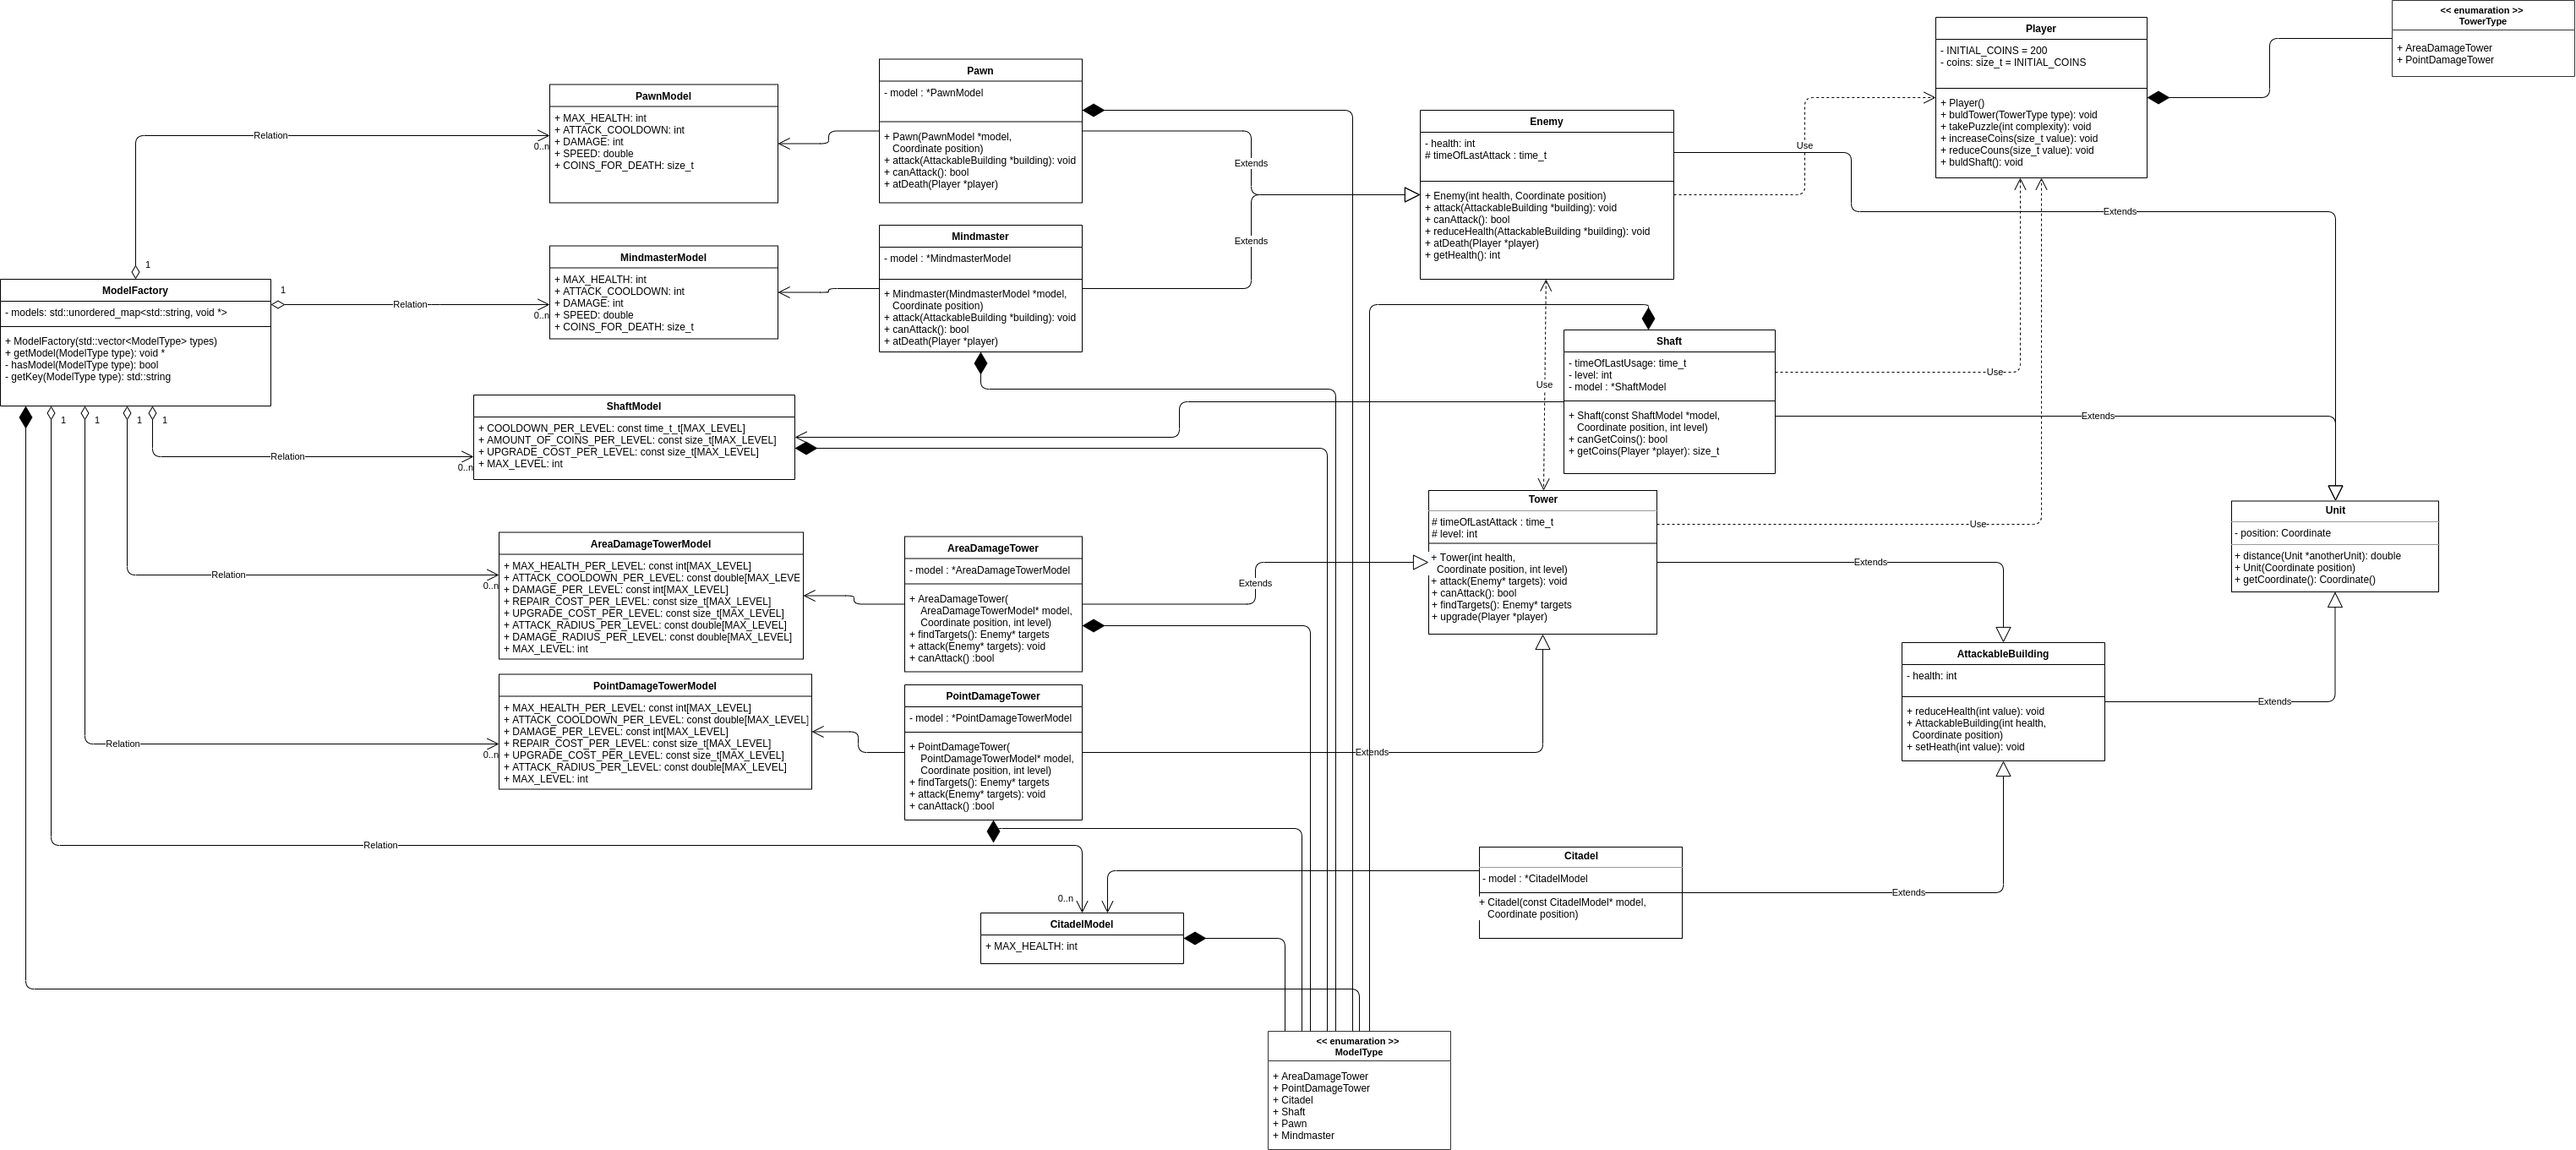 << enumaration >>
TowerType
+ AreaDamageTower
+ PointDamageTower
Player
- INITIAL_COINS = 200
- coins: size_t = INITIAL_COINS
+ Player()
+ buldTower(TowerType type): void
+ takePuzzle(int complexity): void
+ increaseCoins(size_t value): void
+ reduceCouns(size_t value): void
+ buldShaft(): void
PawnModel
+ MAX_HEALTH: int
+ ATTACK_COOLDOWN: int
+ DAMAGE: int
+ SPEED: double
+ COINS_FOR_DEATH: size_t
Pawn
- model : *PawnModel
+ Pawn(PawnModel *model,
Coordinate position)
+ attack(AttackableBuilding *building): void
+ canAttack(): bool
+ atDeath(Player *player)
Enemy
- health: int
# timeOfLastAttack : time_t
+ Enemy(int health, Coordinate position)
+ attack(AttackableBuilding *building): void
+ canAttack(): bool
+ reduceHealth(AttackableBuilding *building): void
+ atDeath(Player *player)
+ getHealth(): int
Relation
0..n
1
Extends
Extends
Use
Extends
MindmasterModel
+ MAX_HEALTH: int
+ ATTACK_COOLDOWN: int
+ DAMAGE: int
+ SPEED: double
+ COINS_FOR_DEATH: size_t
Mindmaster
- model : *MindmasterModel
+ Mindmaster(MindmasterModel *model,
Coordinate position)
+ attack(AttackableBuilding *building): void
+ canAttack(): bool
+ atDeath(Player *player)
ModelFactory
- models: std::unordered_map<std::string, void *>
+ ModelFactory(std::vector<ModelType> types)
+ getModel(ModelType type): void *
- hasModel(ModelType type): bool
- getKey(ModelType type): std::string
1
Relation
0..n
1
1
1
1
Shaft
- timeOfLastUsage: time_t
- level: int
- model : *ShaftModel
+ Shaft(const ShaftModel *model,
Coordinate position, int level)
+ canGetCoins(): bool
+ getCoins(Player *player): size_t
Use
Use
Extends
ShaftModel
+ COOLDOWN_PER_LEVEL: const time_t_t[MAX_LEVEL]
+ AMOUNT_OF_COINS_PER_LEVEL: const size_t[MAX_LEVEL]
+ UPGRADE_COST_PER_LEVEL: const size_t[MAX_LEVEL]
+ MAX_LEVEL: int
Relation
0..n
Tower
# timeOfLastAttack : time_t
# level: int
+ Tower(int health,
Coordinate position, int level)
+ attack(Enemy* targets): void
+ canAttack(): bool
+ findTargets(): Enemy* targets
+ upgrade(Player *player)
Use
Extends
Unit
- position: Coordinate
+ distance(Unit *anotherUnit): double
+ Unit(Coordinate position)
+ getCoordinate(): Coordinate()
AreaDamageTowerModel
+ MAX_HEALTH_PER_LEVEL: const int[MAX_LEVEL]
+ ATTACK_COOLDOWN_PER_LEVEL: const double[MAX_LEVE
+ DAMAGE_PER_LEVEL: const int[MAX_LEVEL]
+ REPAIR_COST_PER_LEVEL: const size_t[MAX_LEVEL]
+ UPGRADE_COST_PER_LEVEL: const size_t[MAX_LEVEL]
+ ATTACK_RADIUS_PER_LEVEL: const double[MAX_LEVEL]
+ DAMAGE_RADIUS_PER_LEVEL: const double[MAX_LEVEL]
+ MAX_LEVEL: int
Relation
0..n
AreaDamageTower
- model : *AreaDamageTowerModel
+ AreaDamageTower(
AreaDamageTowerModel* model,
Coordinate position, int level)
+ findTargets(): Enemy* targets
+ attack(Enemy* targets): void
+ canAttack() :bool
Extends
AttackableBuilding
- health: int
+ reduceHealth(int value): void
+ AttackableBuilding(int health,
Coordinate position)
+ setHeath(int value): void
Extends
PointDamageTowerModel
+ MAX_HEALTH_PER_LEVEL: const int[MAX_LEVEL]
+ ATTACK_COOLDOWN_PER_LEVEL: const double[MAX_LEVEL]
+ DAMAGE_PER_LEVEL: const int[MAX_LEVEL]
+ REPAIR_COST_PER_LEVEL: const size_t[MAX_LEVEL]
+ UPGRADE_COST_PER_LEVEL: const size_t[MAX_LEVEL]
+ ATTACK_RADIUS_PER_LEVEL: const double[MAX_LEVEL]
+ MAX_LEVEL: int
Relation
0..n
PointDamageTower
- model : *PointDamageTowerModel
+ PointDamageTower(
PointDamageTowerModel* model,
Coordinate position, int level)
+ findTargets(): Enemy* targets
+ attack(Enemy* targets): void
+ canAttack() :bool
Extends
Relation
0..n
Citadel
- model : *CitadelModel
+ Citadel(const CitadelModel* model,
Coordinate position)
Extends
CitadelModel
+ MAX_HEALTH: int
<< enumaration >>
ModelType
+ AreaDamageTower
+ PointDamageTower
+ Citadel
+ Shaft
+ Pawn
+ Mindmaster